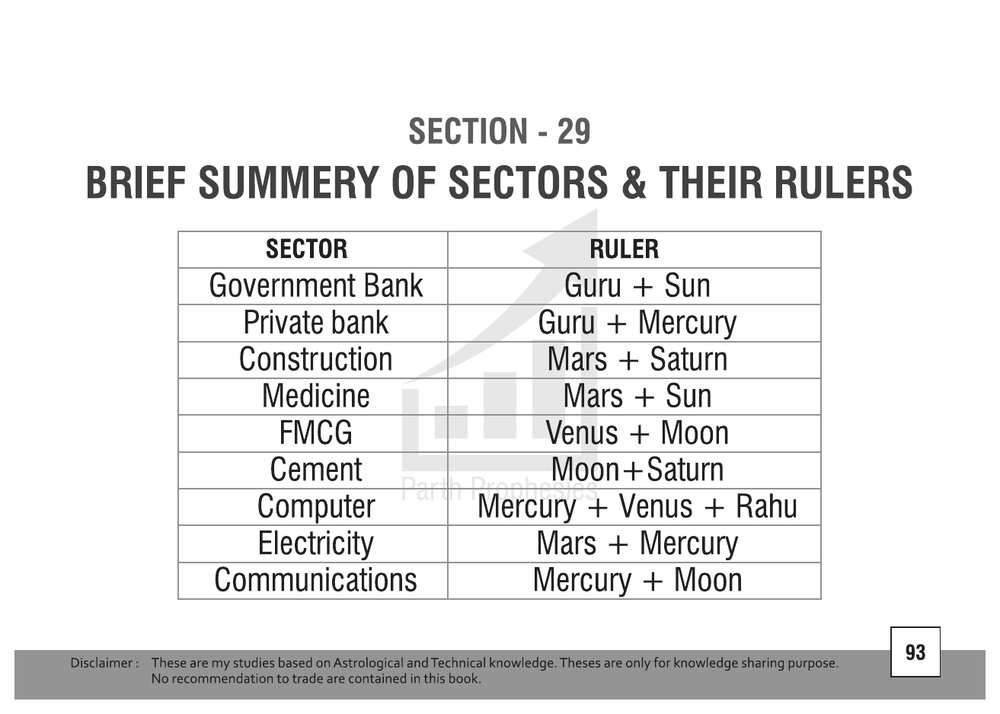 SECTION - 29
BRIEF SUMMERY OF SECTORS & THEIR RULERS
SECTOR RULER
Government Bank Guru + Sun
Private bank Guru + Mercury
Construction Mars + Saturn
Medicine Mars + Sun
FMCG Venus + Moon
Cement Moon+Saturn
Parth Prophesies
Computer Mercury + Venus + Rahu
Electricity Mars + Mercury
Communications Mercury + Moon
93
Disclaimer : These are my studies based on Astrological and Technical knowledge. Theses are only for knowledge sharing purpose.
No recommendation to trade are contained in this book.